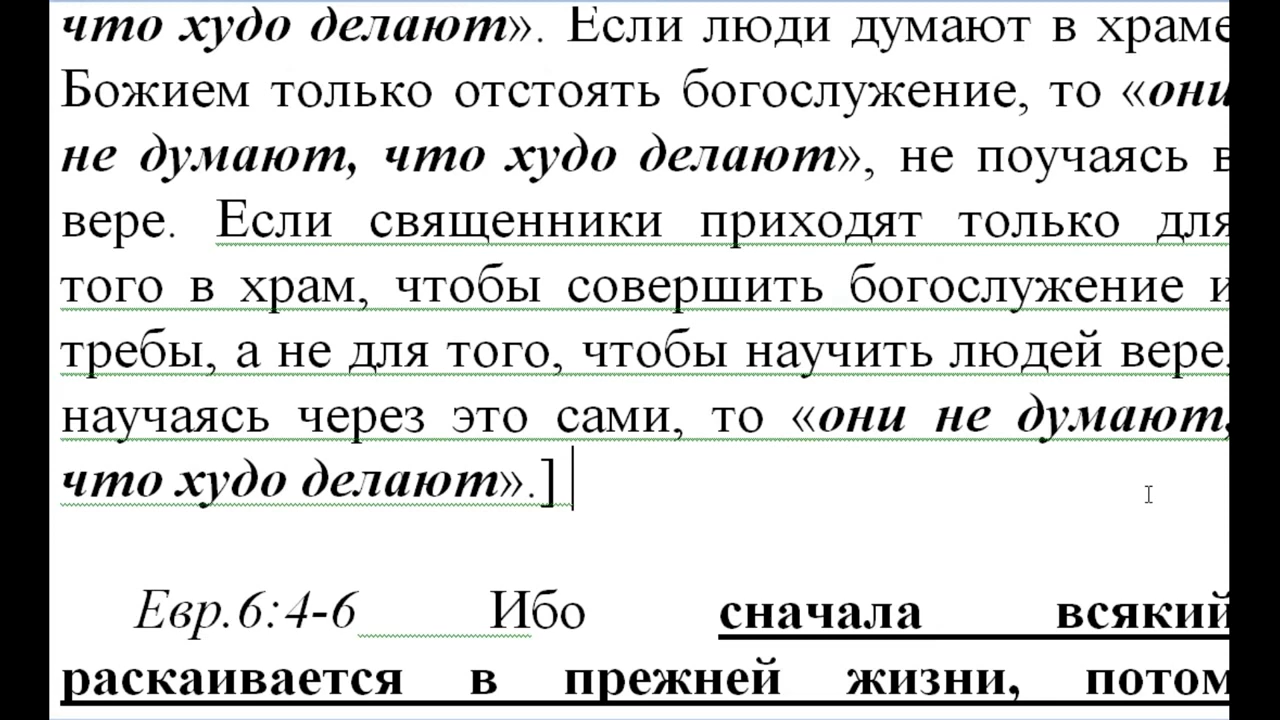 что худо делают». Если люди думают в храме
Божием только отстоять богослужение, то «они
не думают, что худо делают», не поучаясь в
вере. Если священники приходят только для
того в храм, чтобы совершить богослужение и
требы, а не для того, чтобы научить людей вере,
научаясь через это сами, то «они не думают,
что худо делают».]
Евр.6:4-6 Ибо сначала всякий
раскаивается в прежней жизни, потом